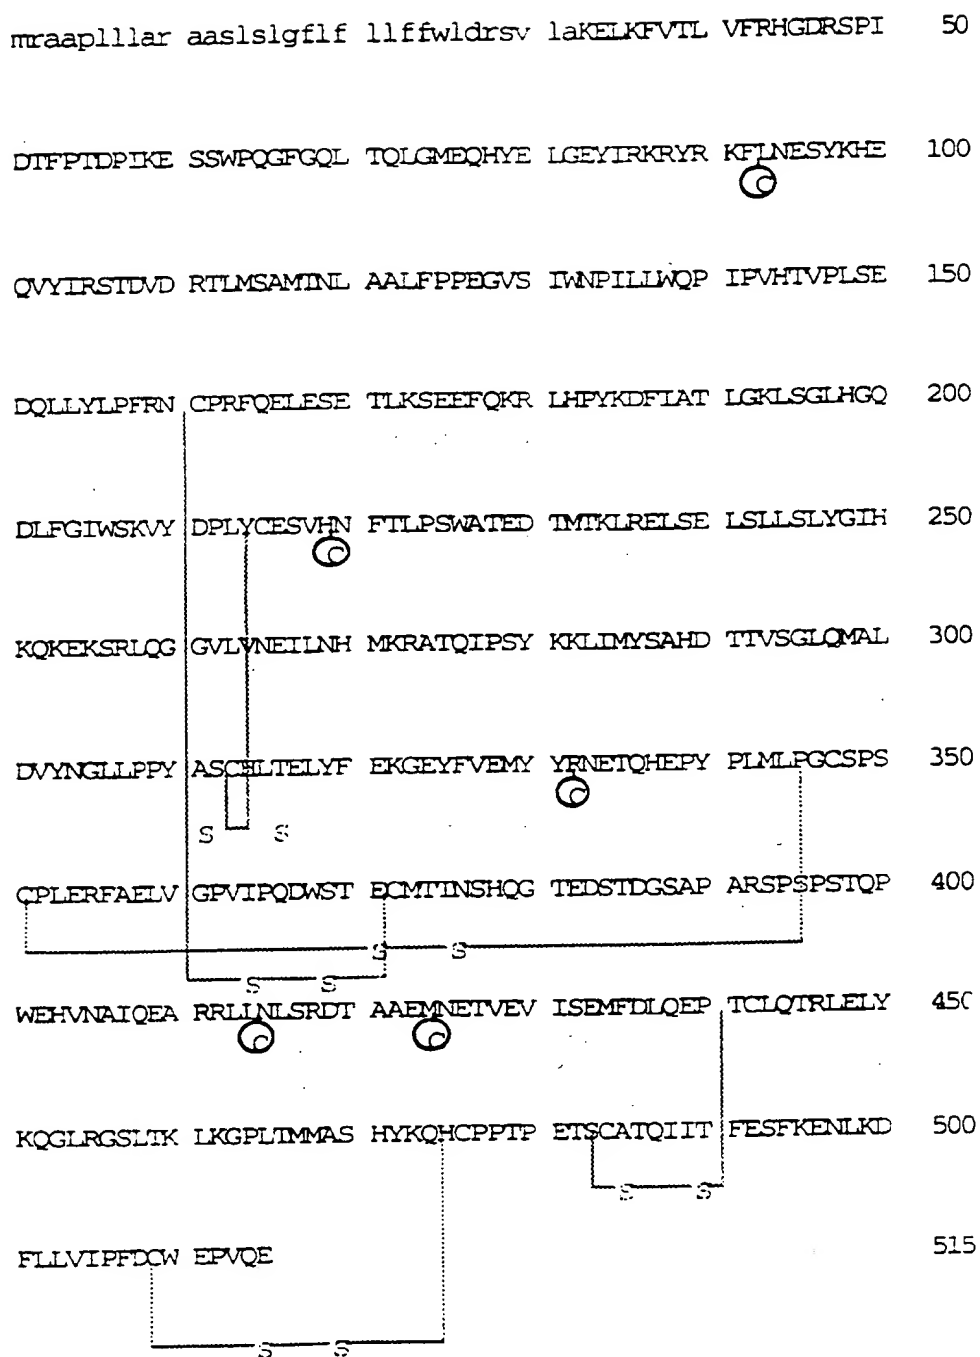 mraaplllar aaslslgflf llffwldrsv laKELKFVTL VFRHGDRSPI 50
DTFPTDPIKE SSWPQGFGQL TQLGMEQHYE LGEYIRKRYR KFLNESYKHE 100
C
QVYIRSTDVD RTLMSAMTNL AALFPPEGVS IWNPILLWQP IPVHTVPLSE 150
DQLLYLPFRN CPRFQELESE TLKSEEFQKR LHPYKDFIAT LGKLSGLHGQ 200
DLFGIWSKVY DPLYCESVHN FTLPSWATED TMTKLRELSE LSLLSLYGIH 250
C
KQKEKSRLQG GVLVNEILNH MKRATQIPSY KKLIMYSAHD TTVSGLQMAL 300
DVYNGLLPPY ASCHLTELYF EKGEYFVEMY YRNETQHEPY PLMLPGCSPS 350
C
S S
CPLERFAELV GPVIPQDWST ECMTTNSHQG TEDSTDGSAP ARSPSPSTQP 400
S S
S S
WEHVNAIQEA RRLLNLSRDT AAEMNETVEV ISEMFDLQEP TCLQTRLELY 450
C C
KQGLRGSLTK LKGPLTMMAS HYKQHCPPTP ETSCATQIIT FESFKENLKD 500
S S
FLLVIPFDCW EPVQE 515
S S